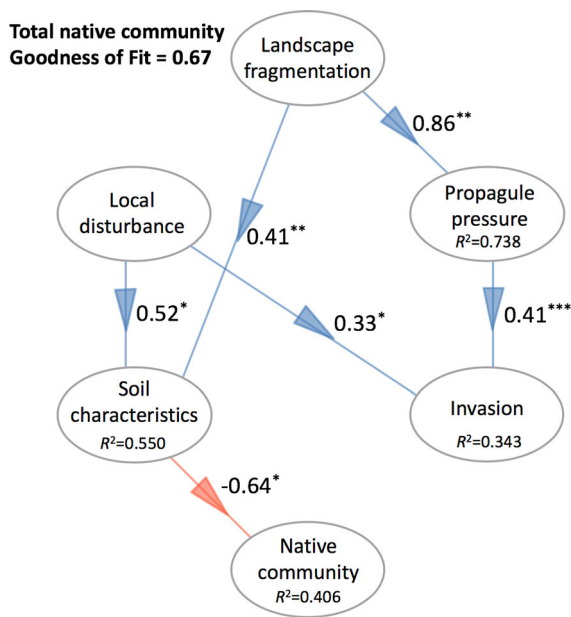 Total native community
Goodness of Fit = 0.67
Landscape
fragmentation
0.86**
Local
disturbance
Propagule
pressure
R²=0.738
0.41**
0.52*
0.33*
0.41***
Soil
characteristics
R²=0.550
Invasion
R²=0.343
-0.64*
Native
community
R²=0.406